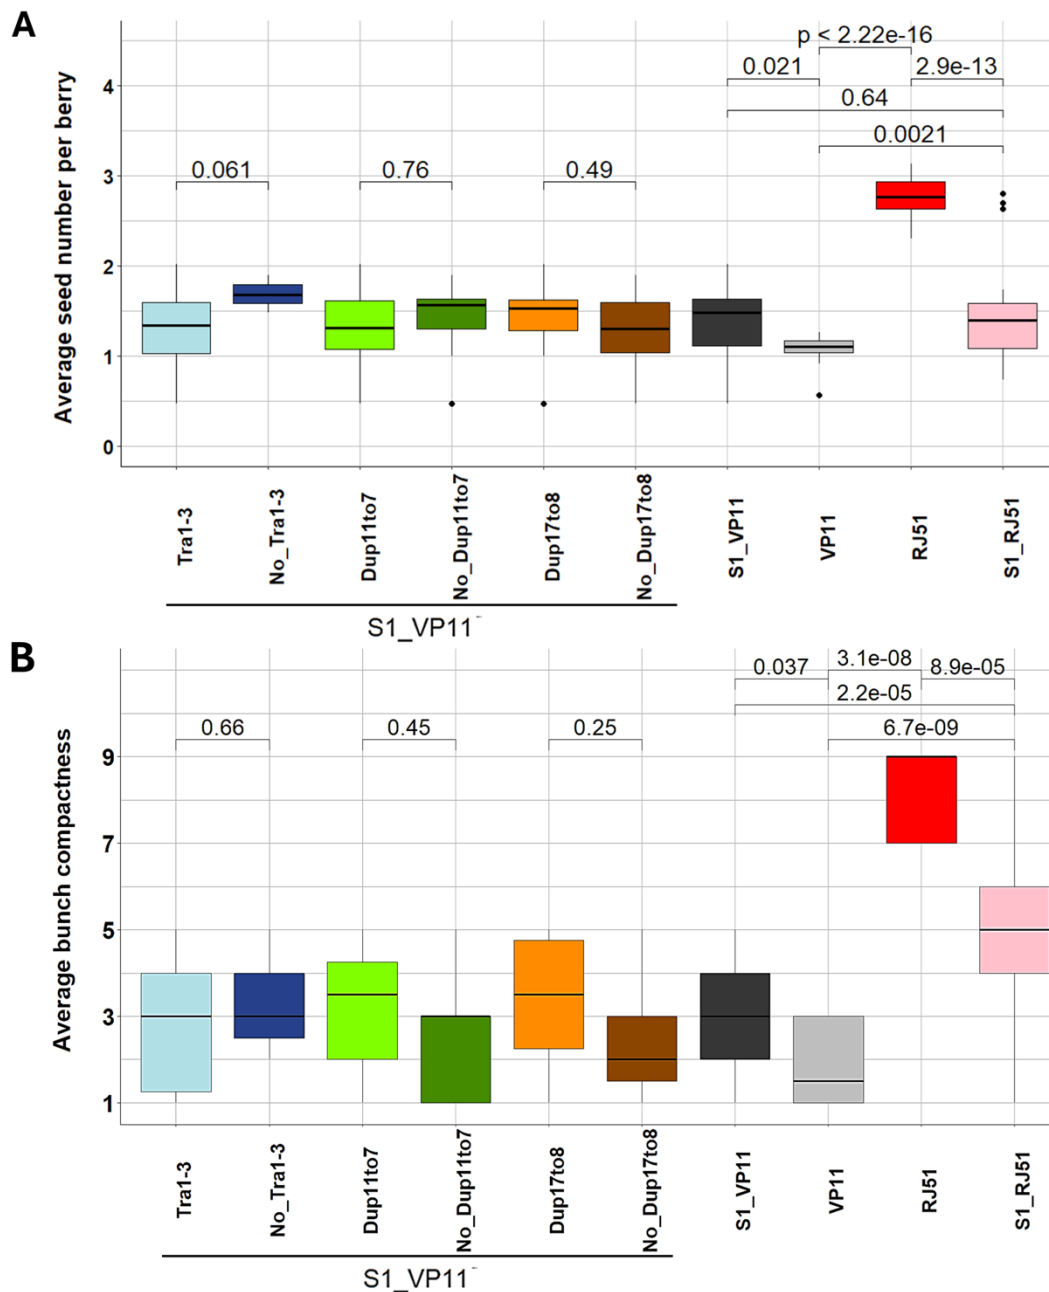 A
Average seed number per berry
p < 2.22e-16
0.021
2.9e-13
0.64
0.0021
0.061
0.76
0.49
4
3
2
1
0
Tra1-3
No_Tra1-3
Dup11to7
No_Dup11to7
Dup17to8
No_Dup17to8
S1_VP11
VP11
RJ51
S1_RJ51
S1_VP11
B
Average bunch compactness
3.1e-08
0.037
8.9e-05
2.2e-05
0.66
0.45
0.25
6.7e-09
9
7
5
3
1
Tra1-3
No_Tra1-3
Dup11to7
No_Dup11to7
Dup17to8
No_Dup17to8
S1_VP11
VP11
RJ51
S1_RJ51
S1_VP11